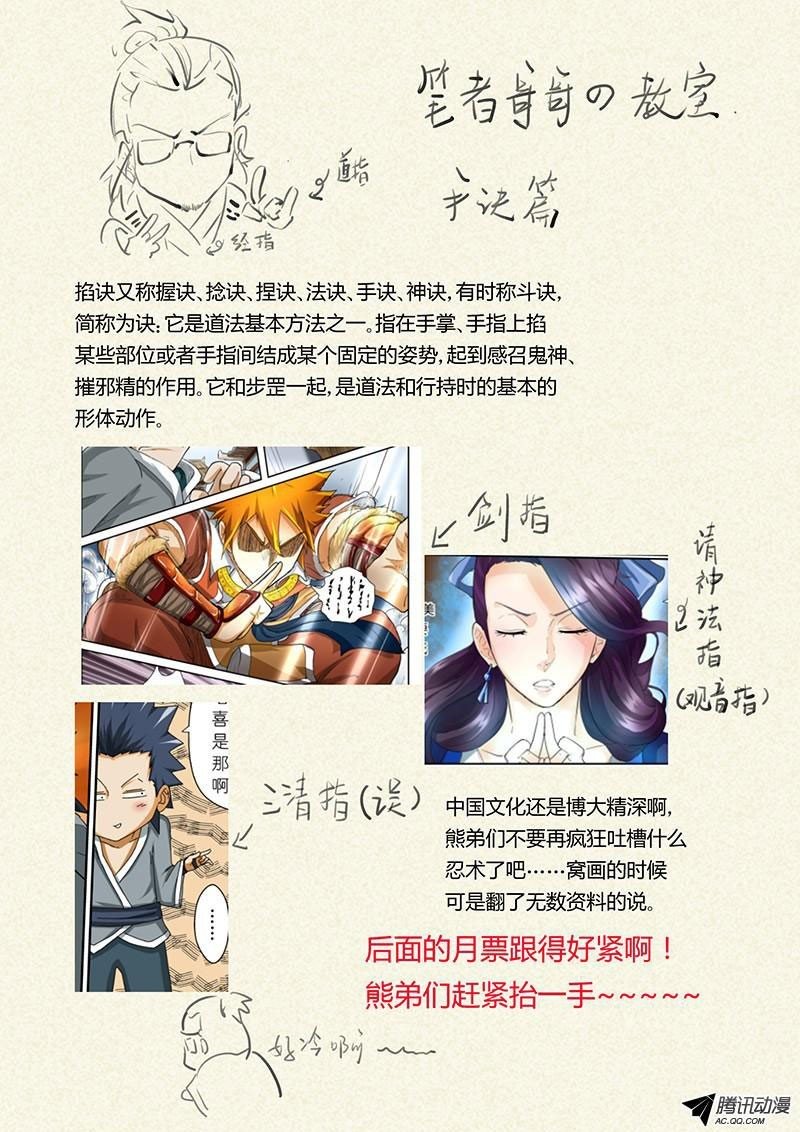 笔者哥哥の教室
手诀篇
道指
经指
掐诀又称握诀、捻诀、捏诀、法诀、手诀、神诀，有时称斗诀，
简称为诀：它是道法基本方法之一。指在手掌、手指上掐
某些部位或者手指间结成某个固定的姿势，起到感召鬼神、
摧邪精的作用。它和步罡一起，是道法和行持时的基本的
形体动作。
剑指
请神法指
（观音指）
喜是那啊
……
三清指（误）
中国文化还是博大精深啊，
熊弟们不要再疯狂吐槽什么
忍术了吧……窝画的时候
可是翻了无数资料的说。
后面的月票跟得好紧啊！
熊弟们赶紧抬一手~~~~~
好冷啊
腾讯动漫
AC.QQ.COM